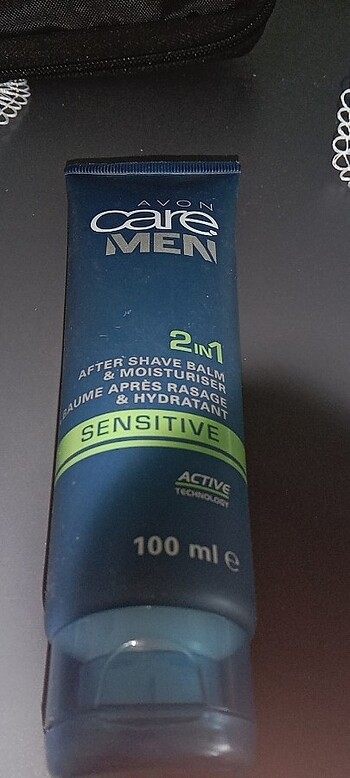 AVON
care
MEN
2IN1
AFTER SHAVE BALM
& MOISTURISER
BAUME APRÈS RASAGE
& HYDRATANT
SENSITIVE
ACTIVE
TECHNOLOGY
100 ml ℮